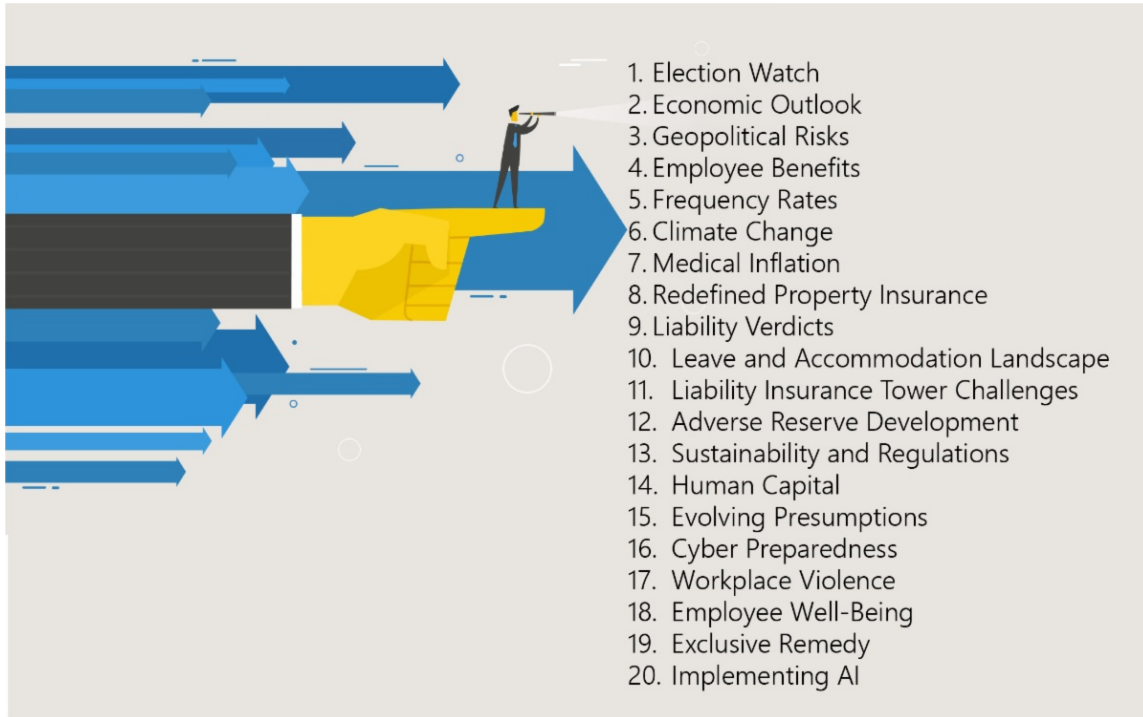 1. Election Watch
2. Economic Outlook
3. Geopolitical Risks
4. Employee Benefits
5. Frequency Rates
6. Climate Change
7. Medical Inflation
8. Redefined Property Insurance
9. Liability Verdicts
10. Leave and Accommodation Landscape
11. Liability Insurance Tower Challenges
12. Adverse Reserve Development
13. Sustainability and Regulations
14. Human Capital
15. Evolving Presumptions
16. Cyber Preparedness
17. Workplace Violence
18. Employee Well-Being
19. Exclusive Remedy
20. Implementing AI